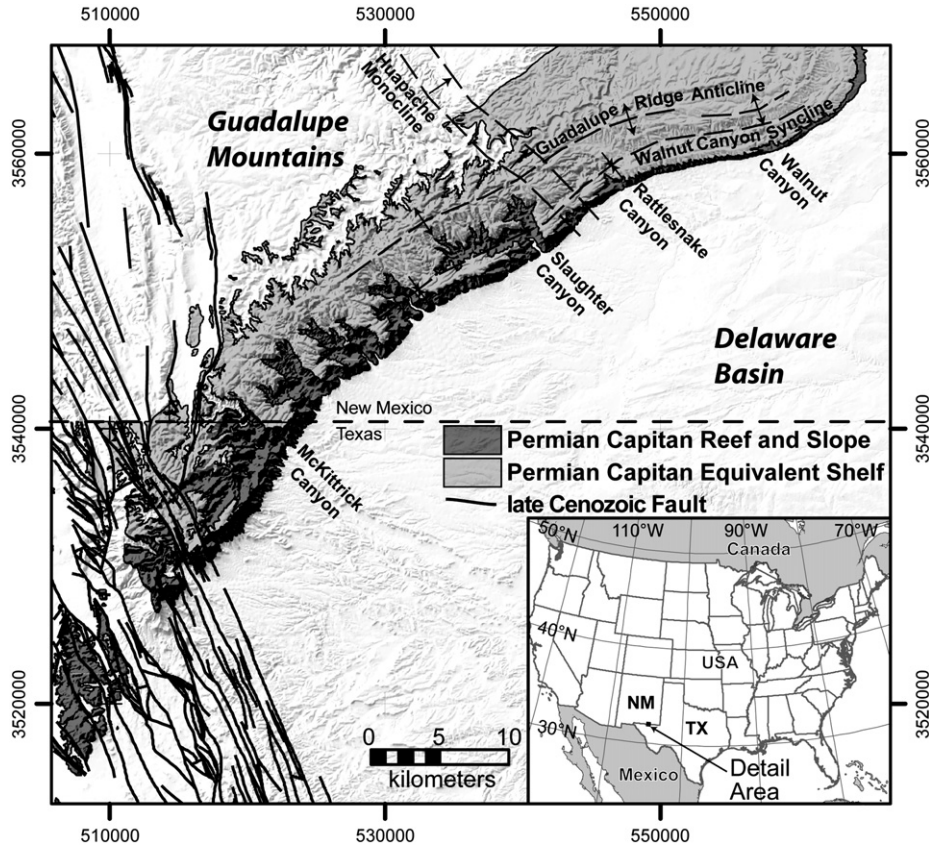 510000
530000
550000
3560000
3540000
3520000
Guadalupe
Mountains
Huapache
Monocline
Guadalupe Ridge Anticline
Walnut Canyon Syncline
Walnut
Canyon
Rattlesnake
Canyon
Slaughter
Canyon
Delaware
Basin
New Mexico
Texas
McKittrick
Canyon
Permian Capitan Reef and Slope
Permian Capitan Equivalent Shelf
late Cenozoic Fault
0 5 10
kilometers
50°N
110°W
90°W
70°W
Canada
40°N
USA
NM
TX
30°N
Mexico
Detail
Area
3560000
3540000
3520000
510000
530000
550000